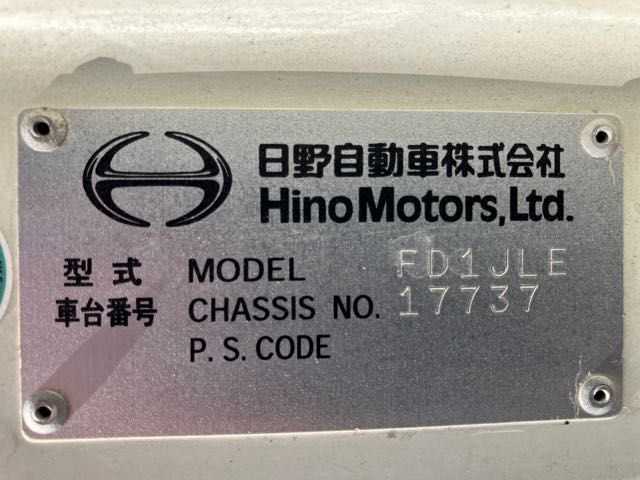 日野自動車株式会社
Hino Motors, Ltd.
型式 MODEL FD1JLE
車台番号 CHASSIS NO. 17737
P.S. CODE